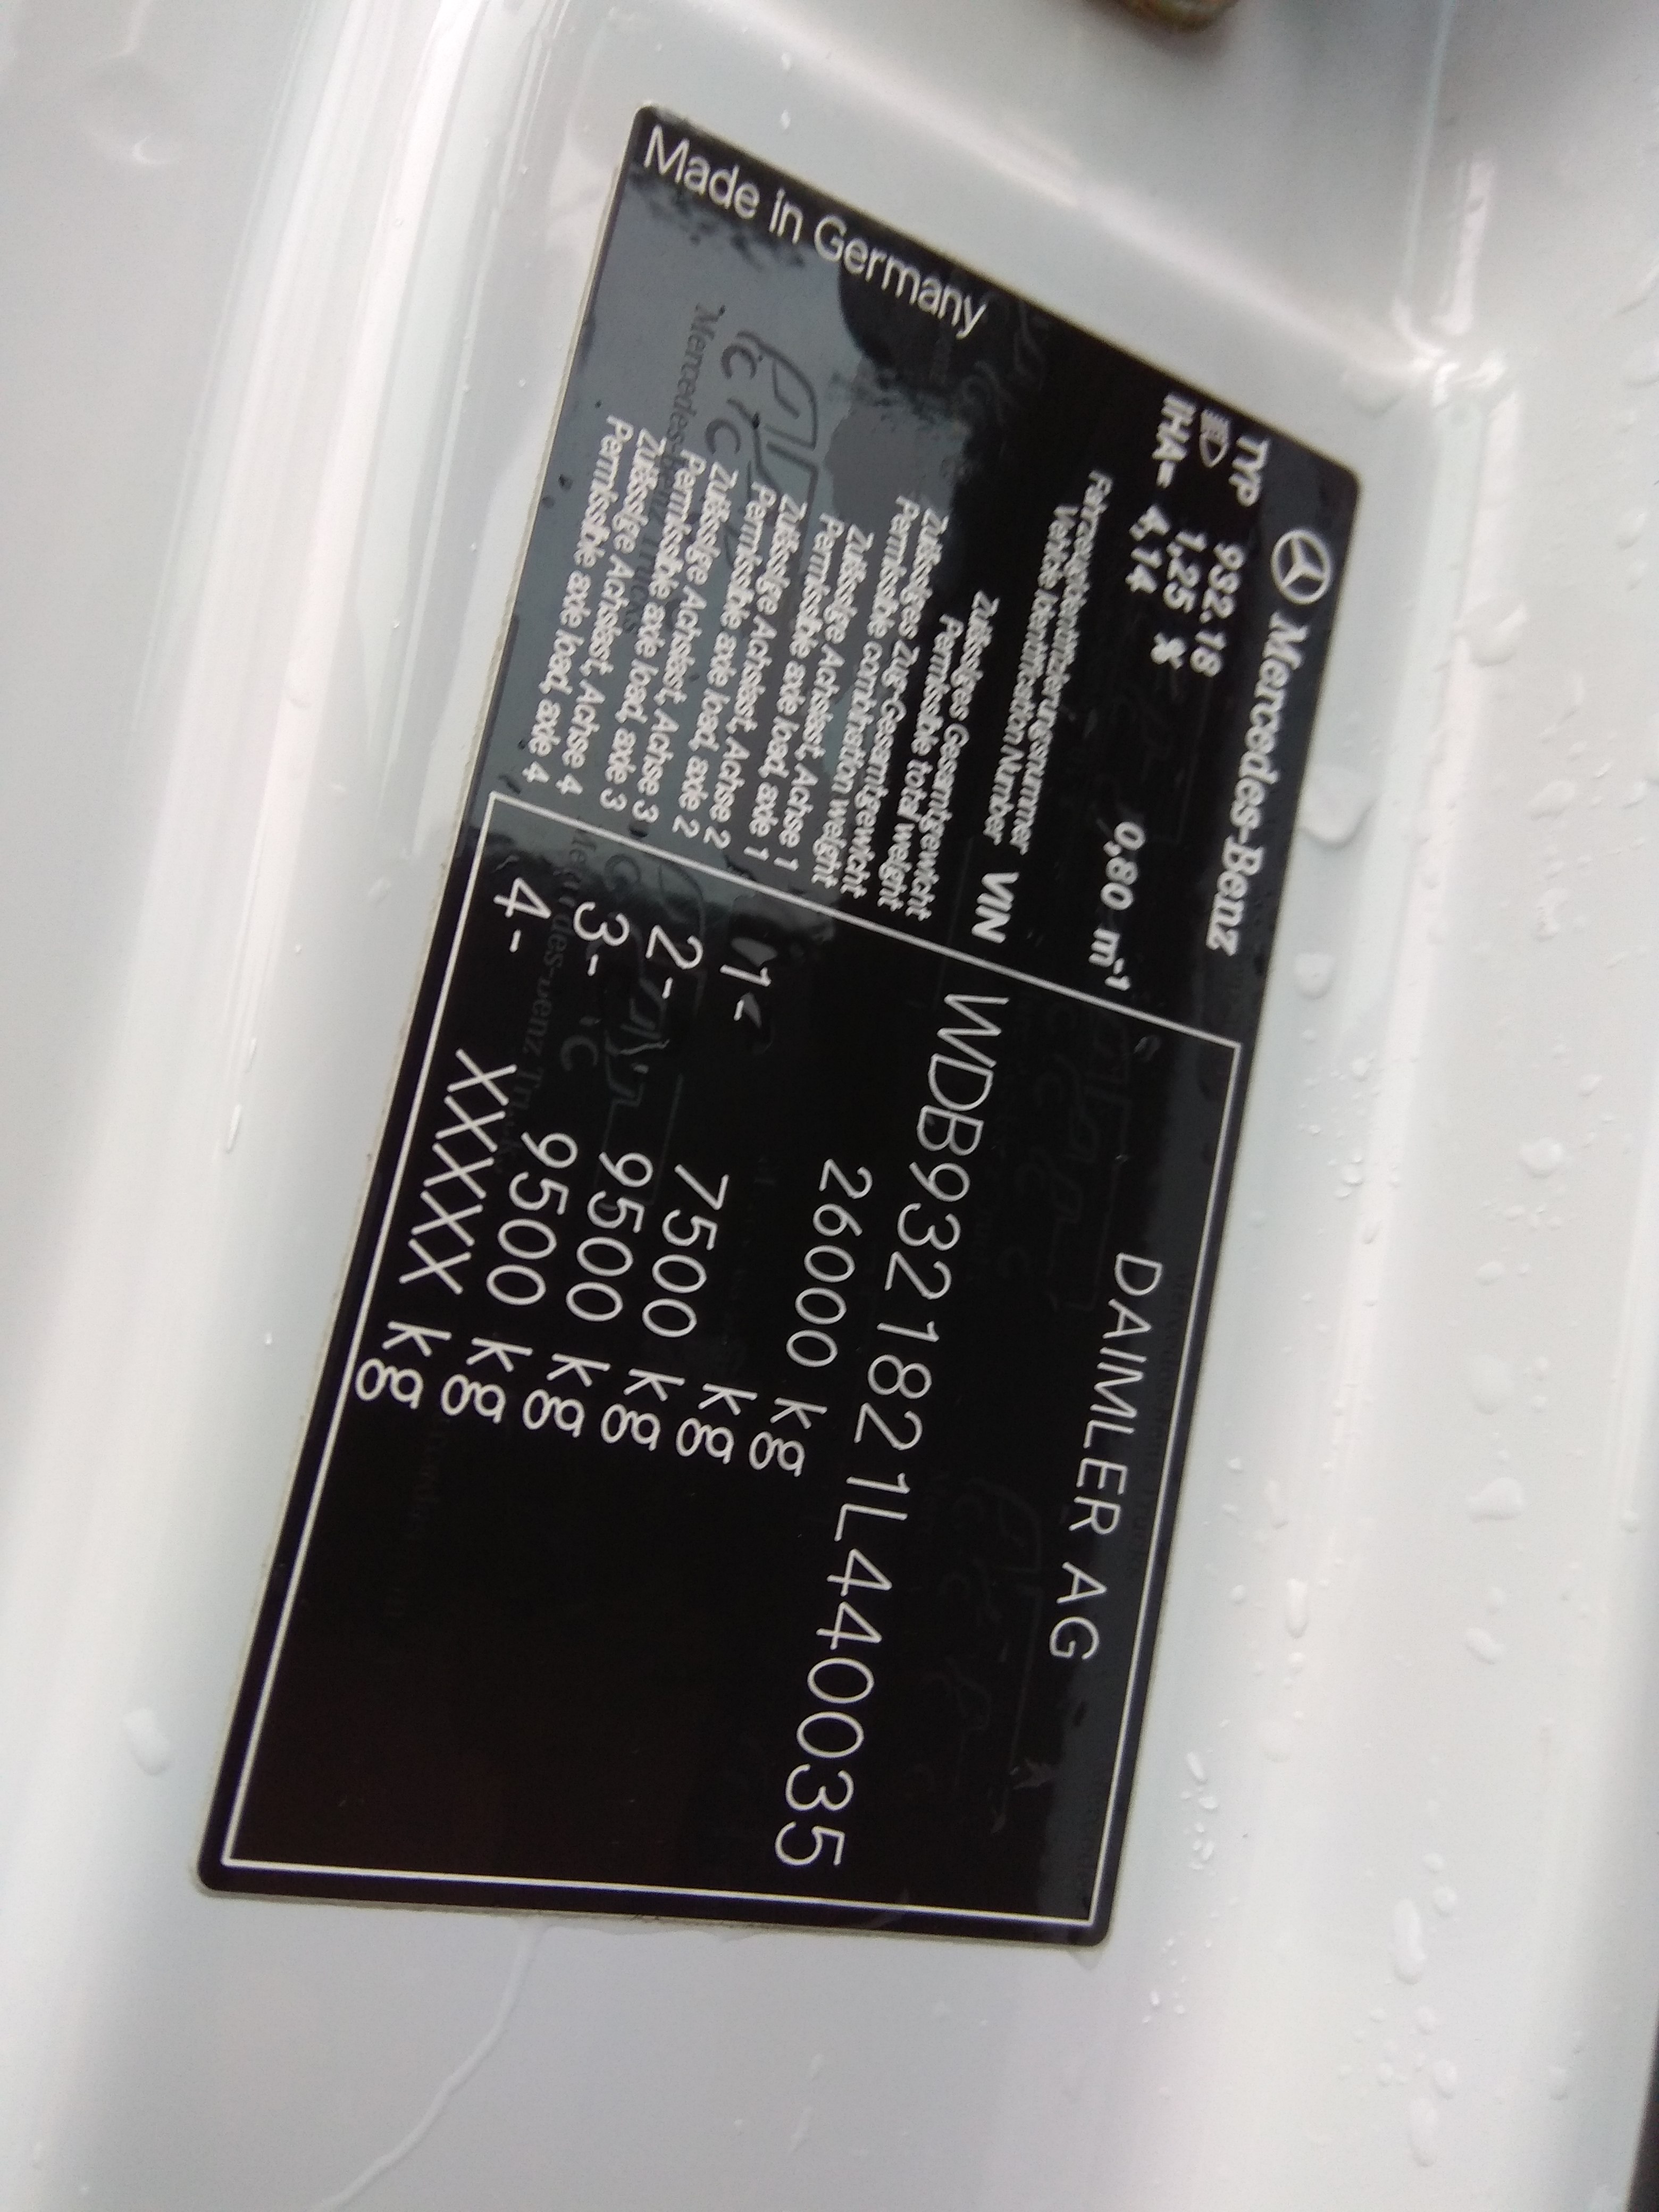 Mercedes-Benz
TYP 932.18
1,25 %
IHA= 4,14
0,80 m-1
DAIMLER AG
Fahrzeugidentifizierungsnummer
Vehicle Identification Number VIN
WDB9321821L440035
Zulässiges Gesamtgewicht
Permissible total weight
26000 kg
Zulässiges Zug-Gesamtgewicht
Permissible combination weight
kg
Zulässige Achslast, Achse 1
Permissible axle load, axle 1
1- 7500 kg
Zulässige Achslast, Achse 2
Permissible axle load, axle 2
2- 9500 kg
Zulässige Achslast, Achse 3
Permissible axle load, axle 3
3- 9500 kg
Zulässige Achslast, Achse 4
Permissible axle load, axle 4
4- XXXXX kg
Made in Germany